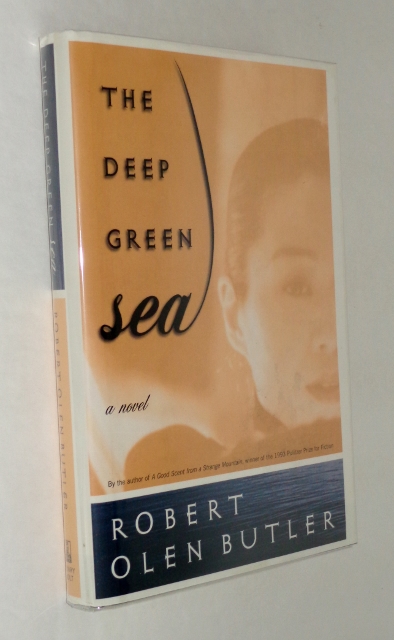 THE
DEEP
GREEN
sea
a novel
By the author of A Good Scent from a Strange Mountain, winner of the 1993 Pulitzer Prize for Fiction
ROBERT
OLEN BUTLER
THE DEEP GREEN sea
ROBERT OLEN BUTLER